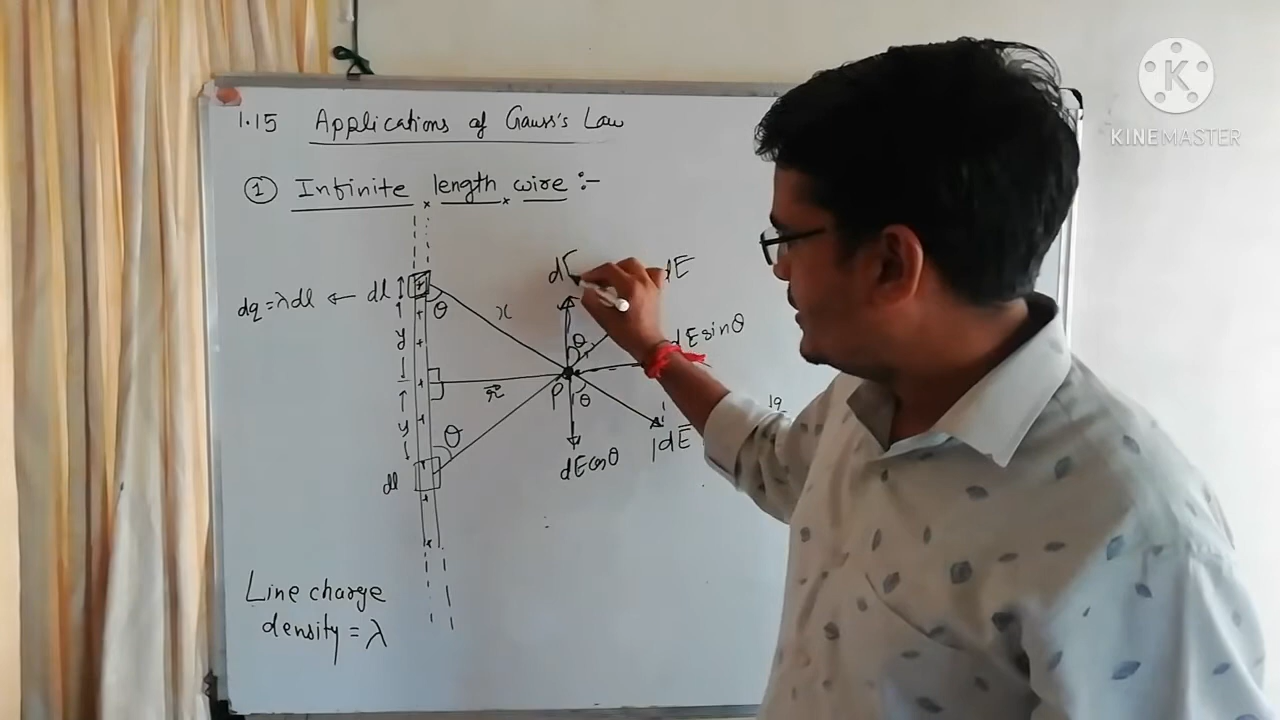 1.15 Applications of Gauss's Law
① Infinite length wire :-
dE
dE
dq = λdl ← dl
θ
x
y
θ
dE sinθ
r⃗
P
θ
y
θ
dl
dE cosθ
|dE
Line charge
density = λ
K
KINEMASTER